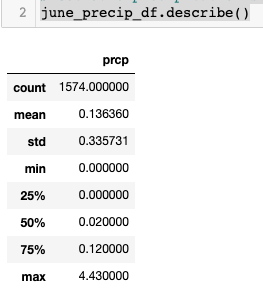 2 june_precip_df.describe()
prcp
count 1574.000000
mean 0.136360
std 0.335731
min 0.000000
25% 0.000000
50% 0.020000
75% 0.120000
max 4.430000